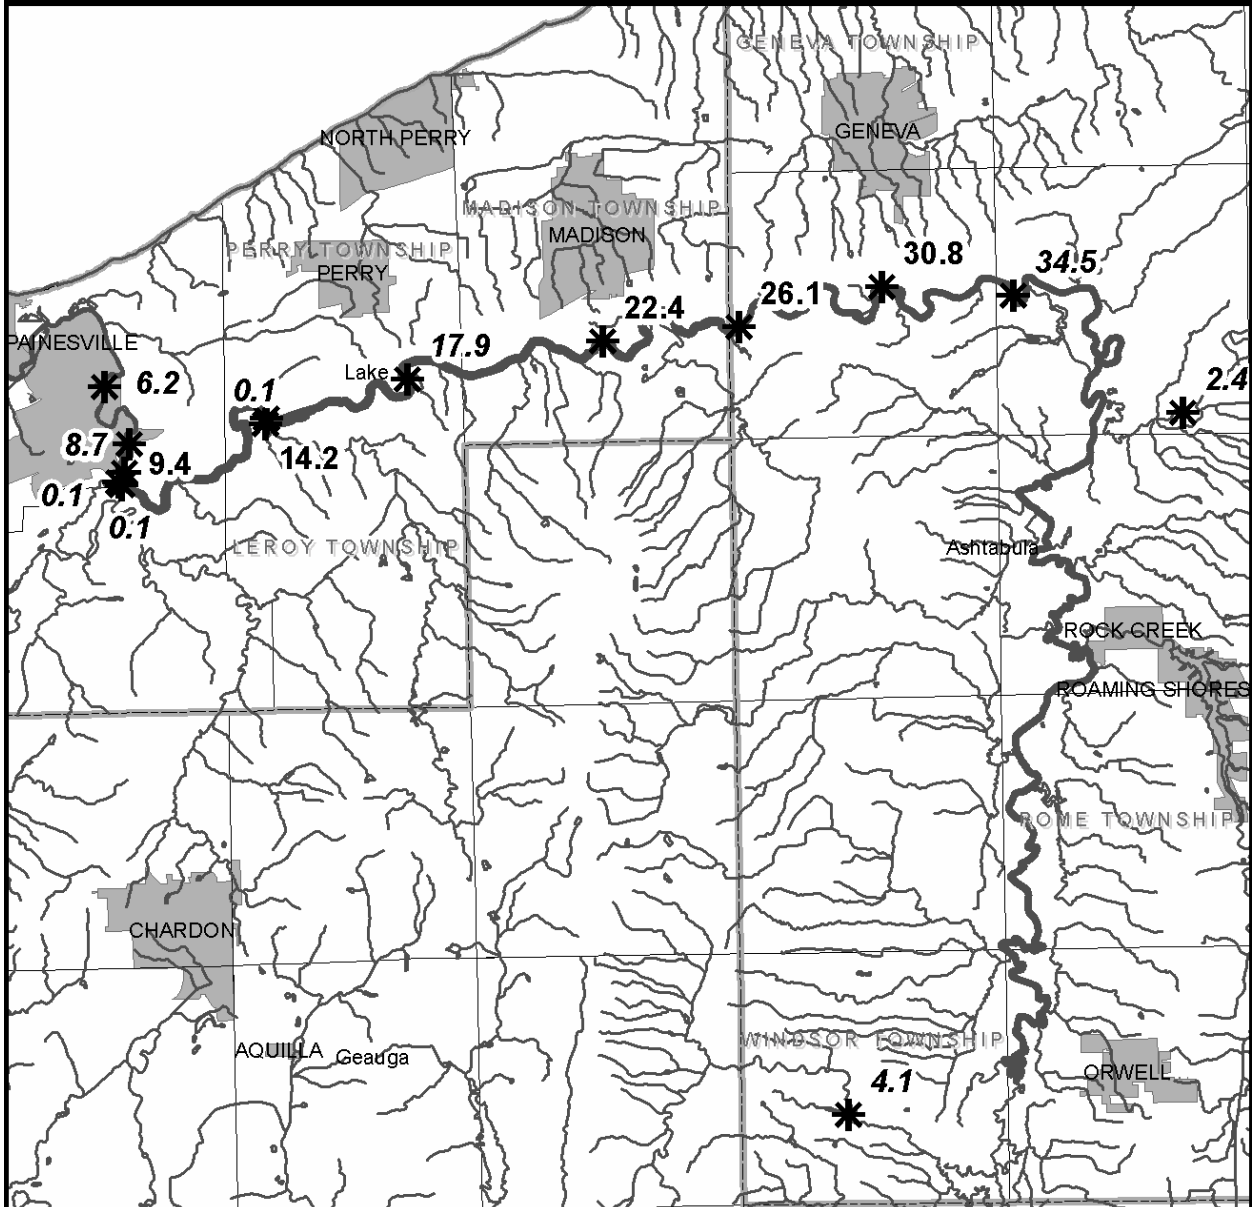 GENEVA TOWNSHIP
NORTH PERRY
GENEVA
MADISON TOWNSHIP
MADISON
PERRY TOWNSHIP
PERRY
30.8
34.5
22.4
26.1
PAINESVILLE
17.9
Lake
6.2
0.1
2.4
8.7
9.4
14.2
0.1
0.1
LEROY TOWNSHIP
Ashtabula
ROCK CREEK
ROAMING SHORES
ROME TOWNSHIP
CHARDON
WINDSOR TOWNSHIP
AQUILLA
Geauga
ORWELL
4.1